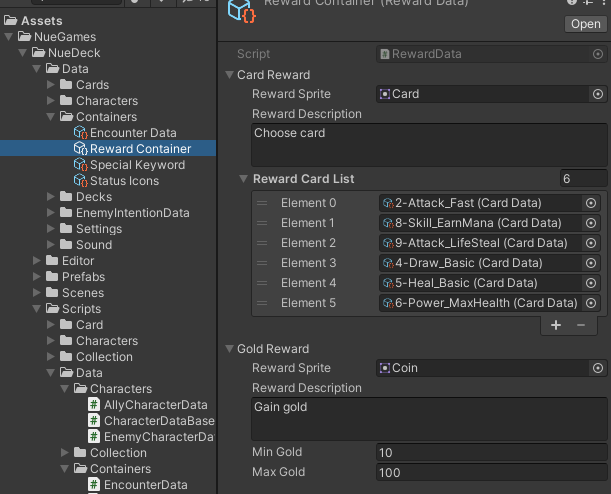 Assets
NueGames
NueDeck
Data
Cards
Characters
Containers
Encounter Data
Reward Container
Special Keyword
Status Icons
Decks
EnemyIntentionData
Settings
Sound
Editor
Prefabs
Scenes
Scripts
Card
Characters
Collection
Data
Characters
AllyCharacterData
CharacterDataBase
EnemyCharacterDa
Collection
Containers
EncounterData
Reward Container (Reward Data)
Open
Script RewardData
Card Reward
Reward Sprite Card
Reward Description
Choose card
Reward Card List 6
Element 0 2-Attack_Fast (Card Data)
Element 1 8-Skill_EarnMana (Card Data)
Element 2 9-Attack_LifeSteal (Card Data)
Element 3 4-Draw_Basic (Card Data)
Element 4 5-Heal_Basic (Card Data)
Element 5 6-Power_MaxHealth (Card Data)
Gold Reward
Reward Sprite Coin
Reward Description
Gain gold
Min Gold 10
Max Gold 100